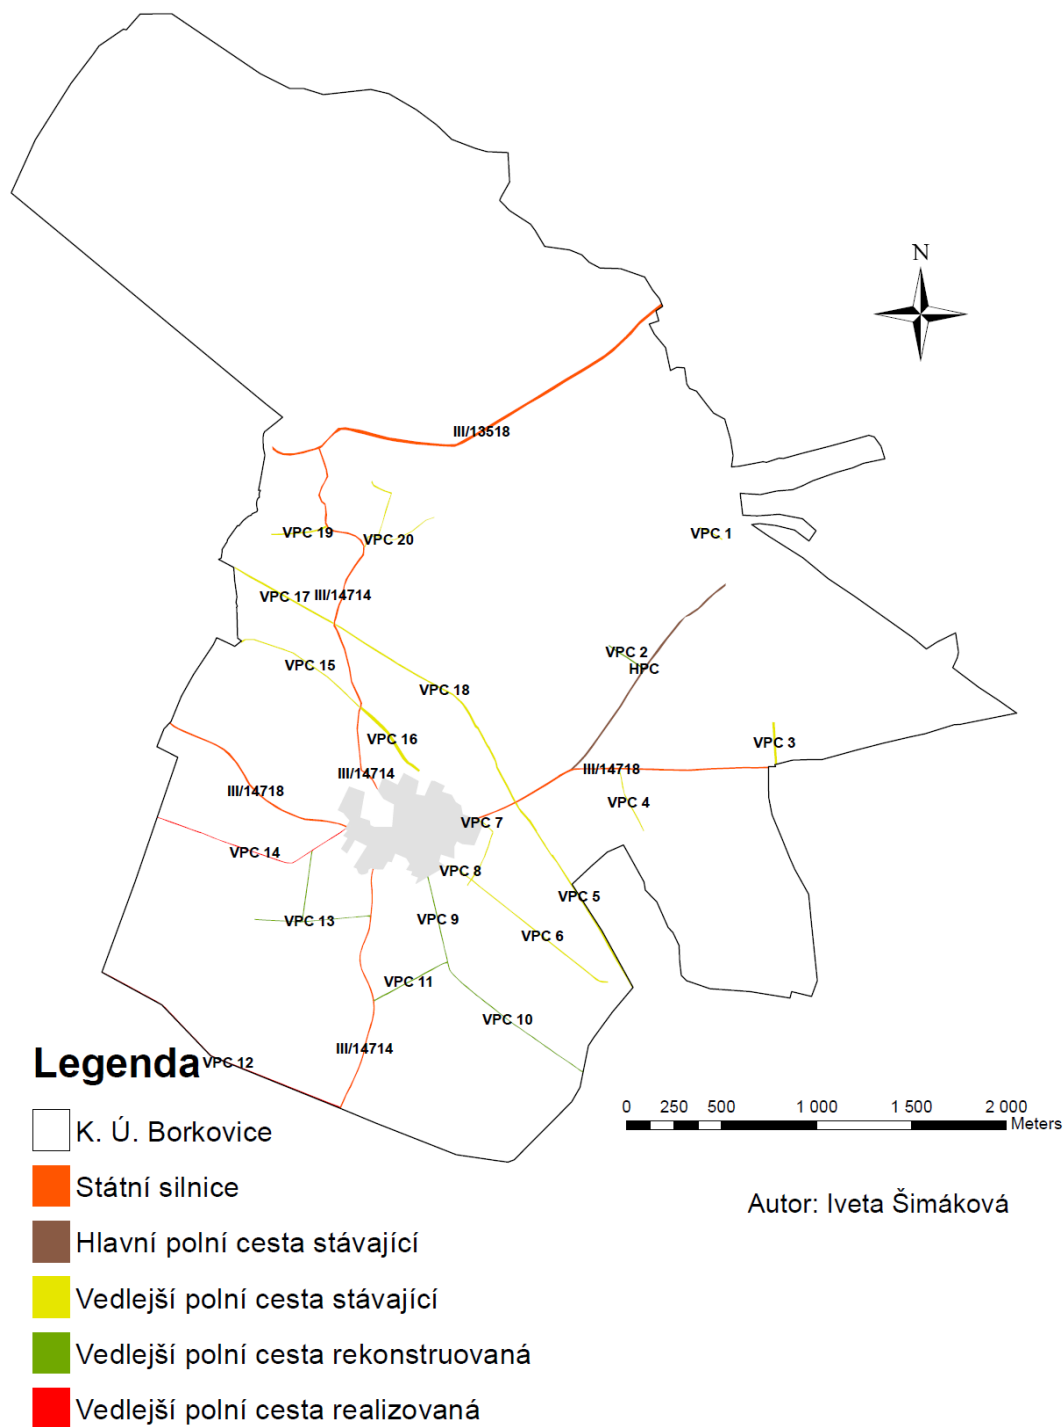 N
III/13518
VPC 19
VPC 20
VPC 1
VPC 17
III/14714
VPC 2
HPC
VPC 15
VPC 18
VPC 16
VPC 3
III/14714
III/14718
III/14718
VPC 4
VPC 7
VPC 14
VPC 8
VPC 5
VPC 13
VPC 9
VPC 6
VPC 11
VPC 10
III/14714
VPC 12
Legenda
K. Ú. Borkovice
Státní silnice
Hlavní polní cesta stávající
Vedlejší polní cesta stávající
Vedlejší polní cesta rekonstruovaná
Vedlejší polní cesta realizovaná
0 250 500 1 000 1 500 2 000
Meters
Autor: Iveta Šimáková